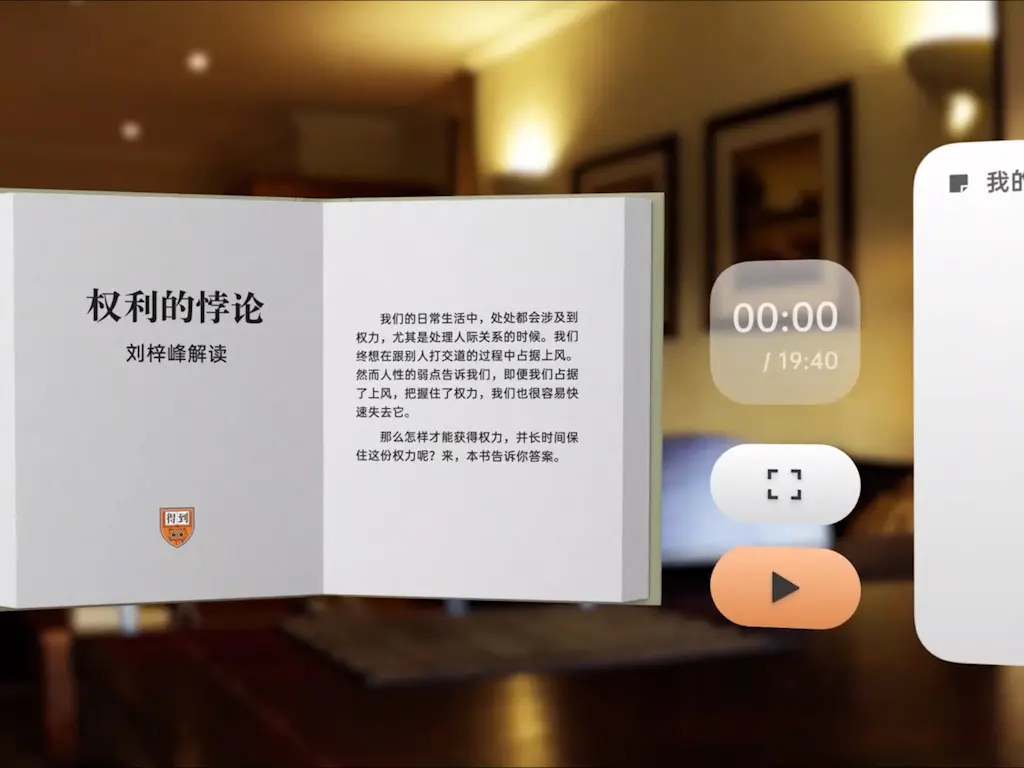 权利的悖论
刘梓峰解读
得到
我们的日常生活中，处处都会涉及到
权力，尤其是处理人际关系的时候。我们
终想在跟别人打交道的过程中占据上风。
然而人性的弱点告诉我们，即便我们占据
了上风，把握住了权力，我们也很容易快
速失去它。
那么怎样才能获得权力，并长时间保
住这份权力呢？来，本书告诉你答案。
00:00
/ 19:40
我的